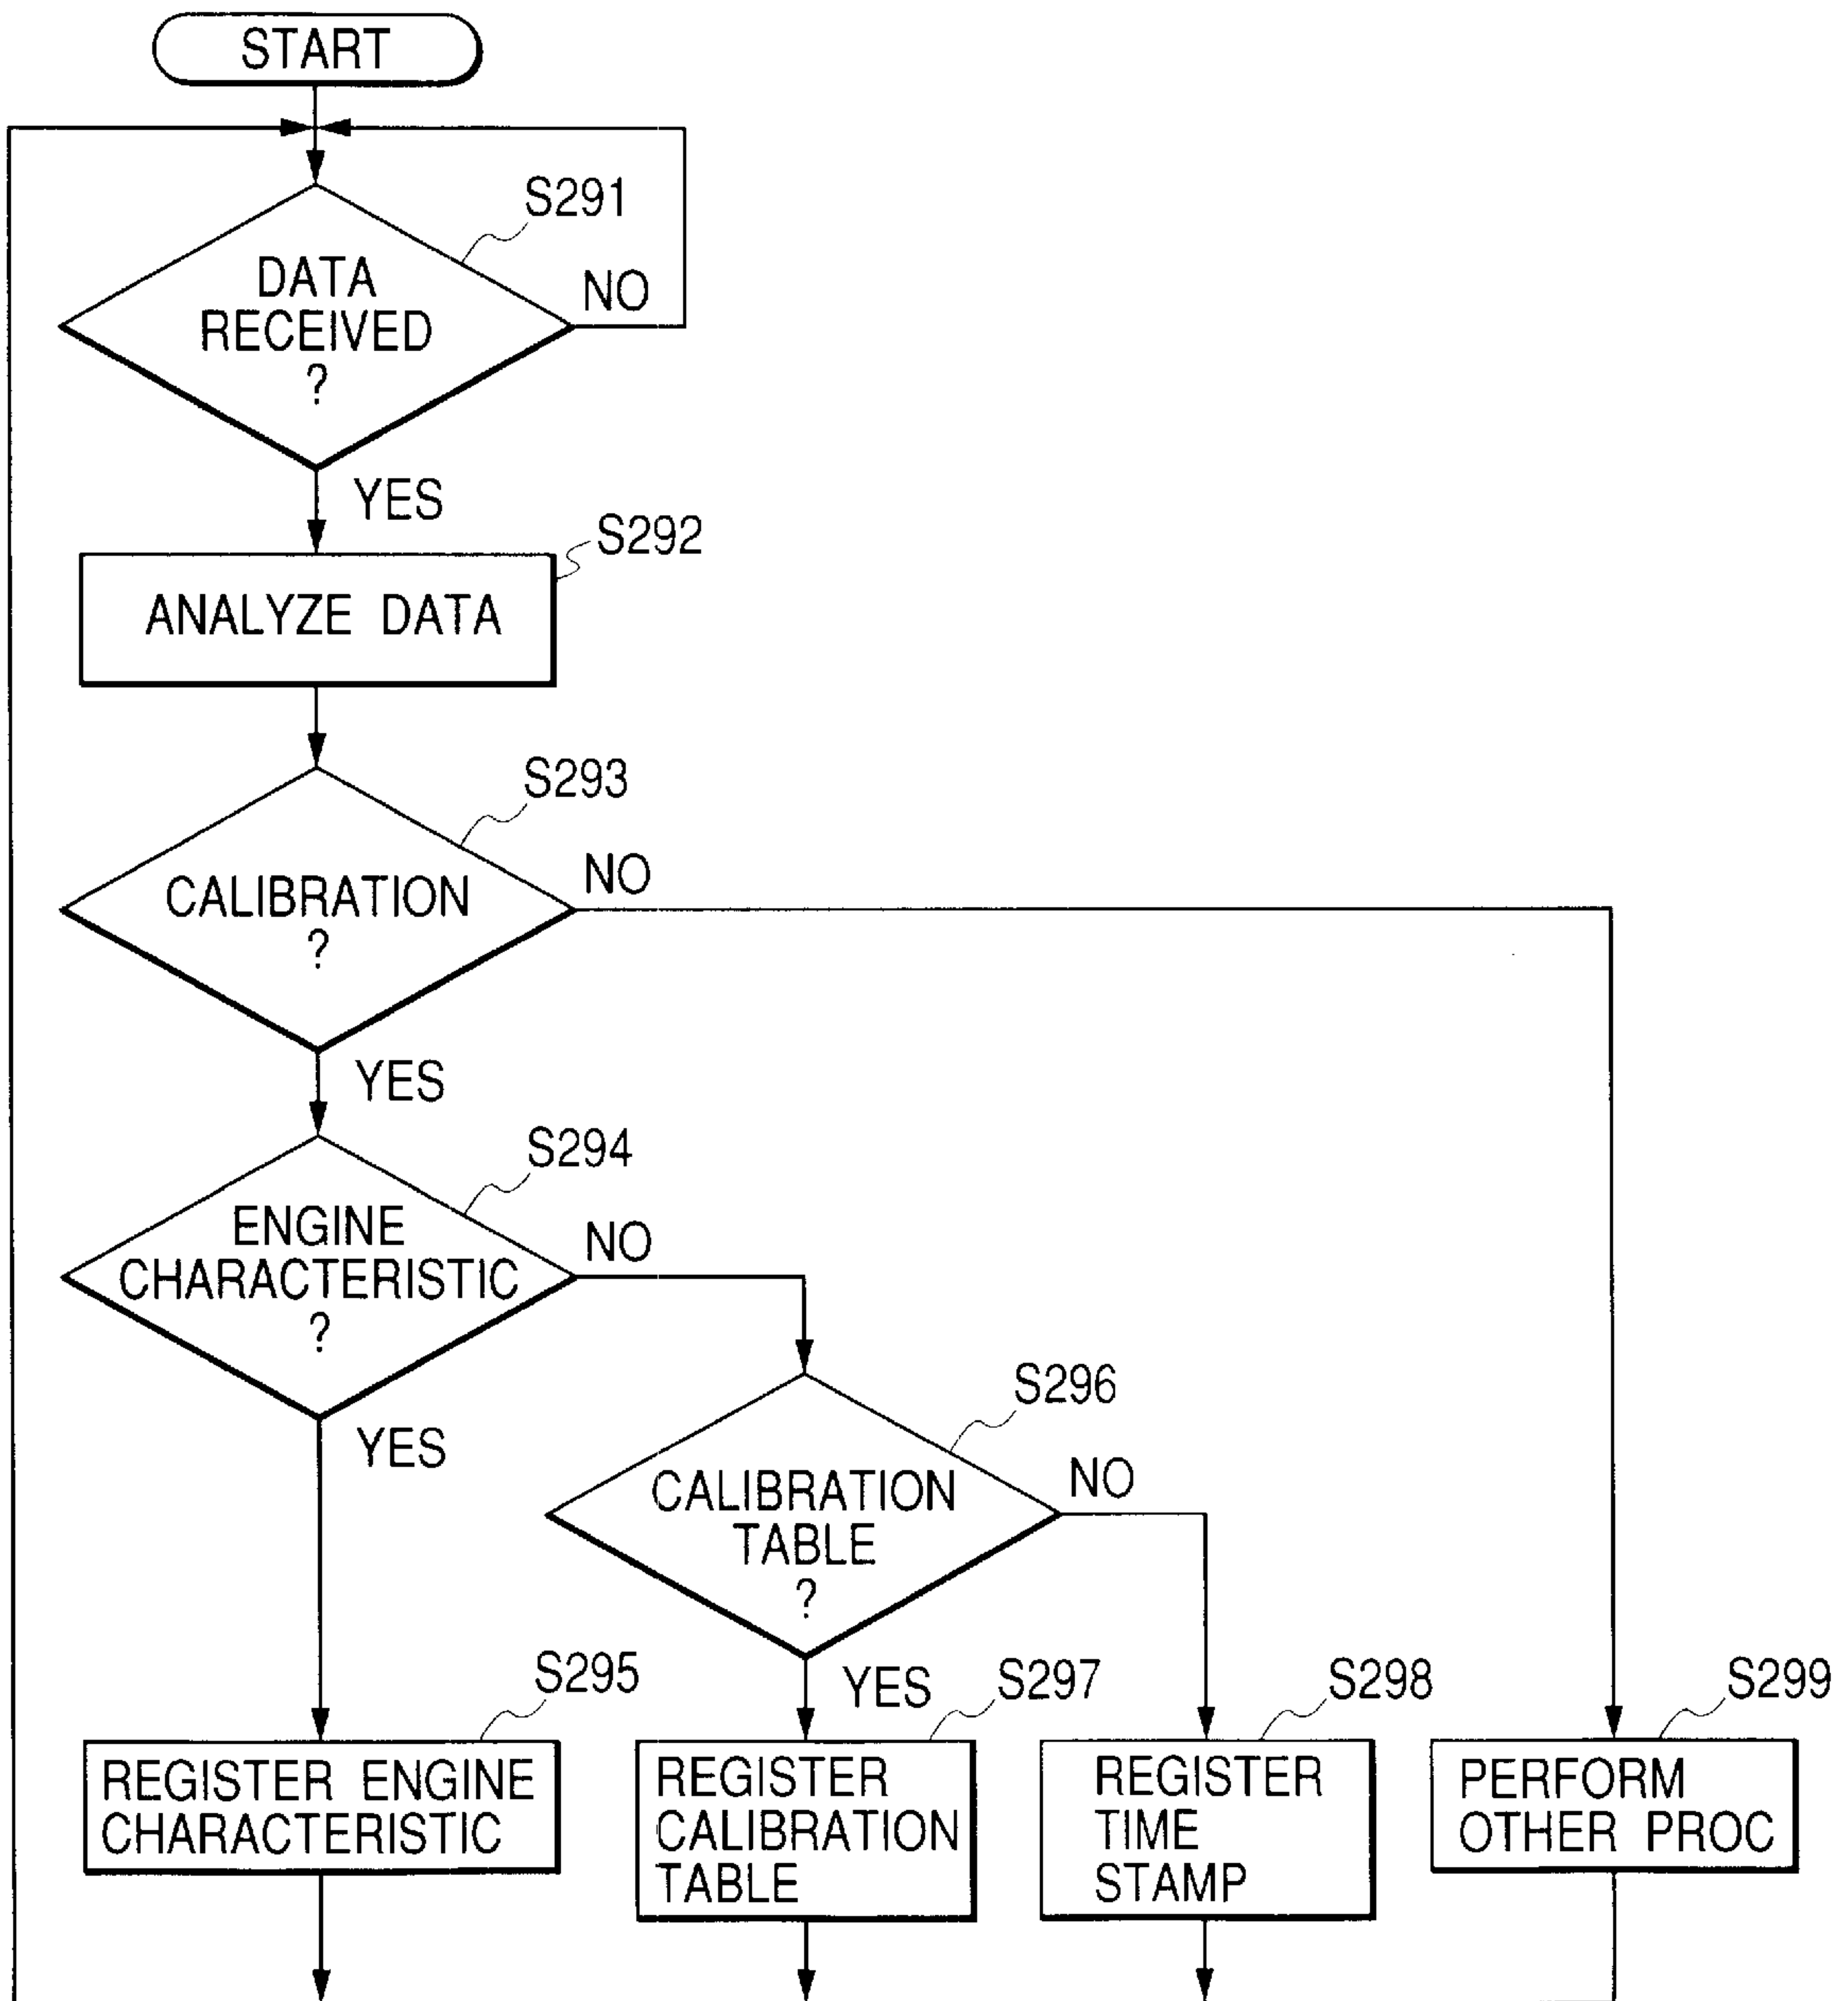 START
S291
DATA
RECEIVED
?
NO
YES
S292
ANALYZE DATA
S293
CALIBRATION
?
NO
YES
S294
ENGINE
CHARACTERISTIC
?
NO
YES
S296
CALIBRATION
TABLE
?
NO
YES
S295
REGISTER ENGINE
CHARACTERISTIC
S297
REGISTER
CALIBRATION
TABLE
S298
REGISTER
TIME
STAMP
S299
PERFORM
OTHER PROC